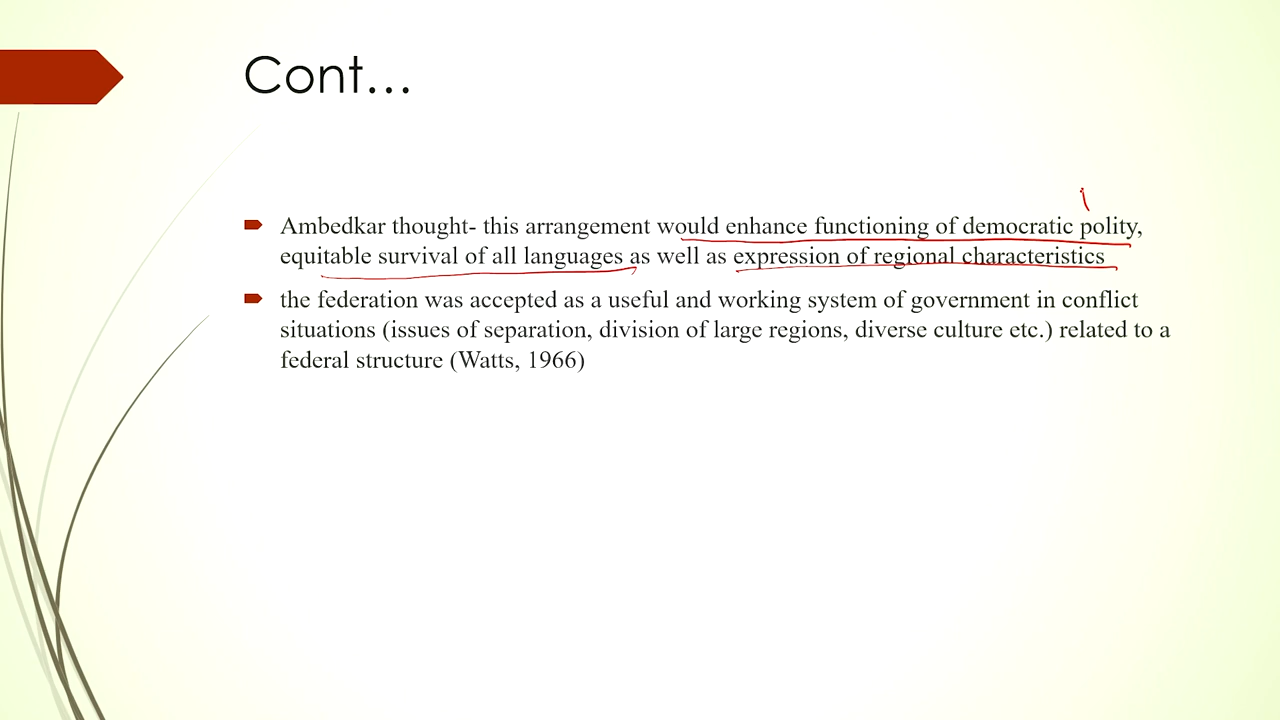 Cont…
Ambedkar thought- this arrangement would enhance functioning of democratic polity,
equitable survival of all languages as well as expression of regional characteristics
the federation was accepted as a useful and working system of government in conflict
situations (issues of separation, division of large regions, diverse culture etc.) related to a
federal structure (Watts, 1966)